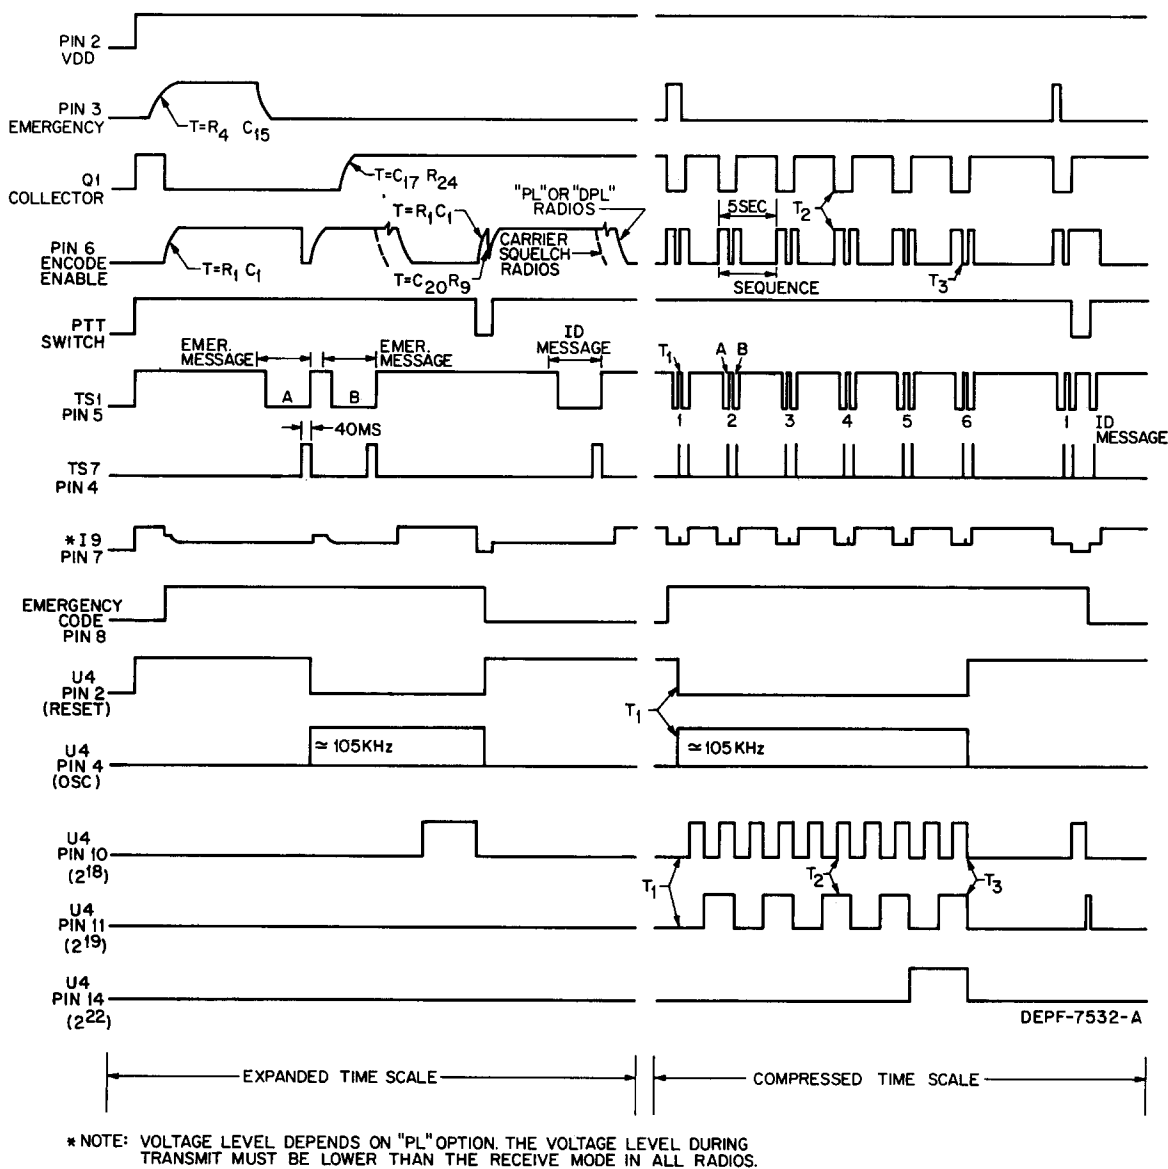 PIN 2
VDD
PIN 3
EMERGENCY
T=R4 C15
Q1
COLLECTOR
T=C17 R24
"PL" OR "DPL"
RADIOS
T=R1C1
5SEC
T2
PIN 6
ENCODE
ENABLE
T=R1 C1
CARRIER
SQUELCH
RADIOS
T=C20R9
SEQUENCE
T3
PTT
SWITCH
EMER.
MESSAGE
EMER.
MESSAGE
ID
MESSAGE
T1
A B
TS1
PIN 5
A
B
1 2 3 4 5 6 1 ID
MESSAGE
40MS
TS7
PIN 4
*I9
PIN 7
EMERGENCY
CODE
PIN 8
U4
PIN 2
(RESET)
T1
U4
PIN 4
(OSC)
≃105KHz
≃105KHz
U4
PIN 10
(2^18)
T1
T2
T3
U4
PIN 11
(2^19)
U4
PIN 14
(2^22)
DEPF-7532-A
EXPANDED TIME SCALE
COMPRESSED TIME SCALE
*NOTE: VOLTAGE LEVEL DEPENDS ON "PL" OPTION. THE VOLTAGE LEVEL DURING
TRANSMIT MUST BE LOWER THAN THE RECEIVE MODE IN ALL RADIOS.